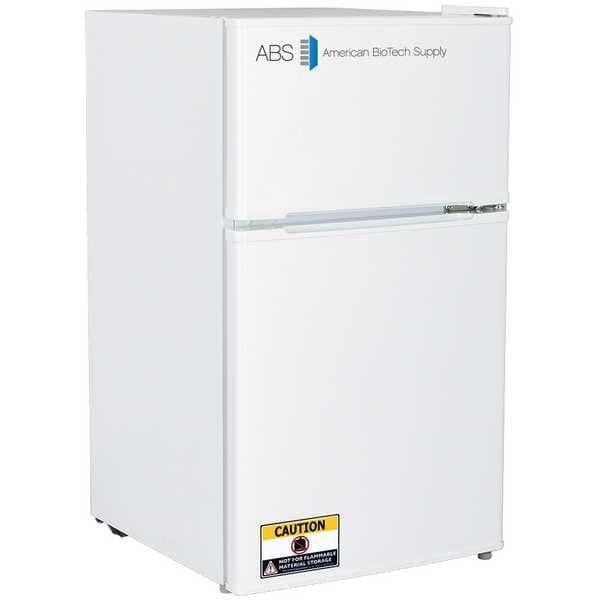 ABS American BioTech Supply
CAUTION
NOT FOR FLAMMABLE
MATERIAL STORAGE